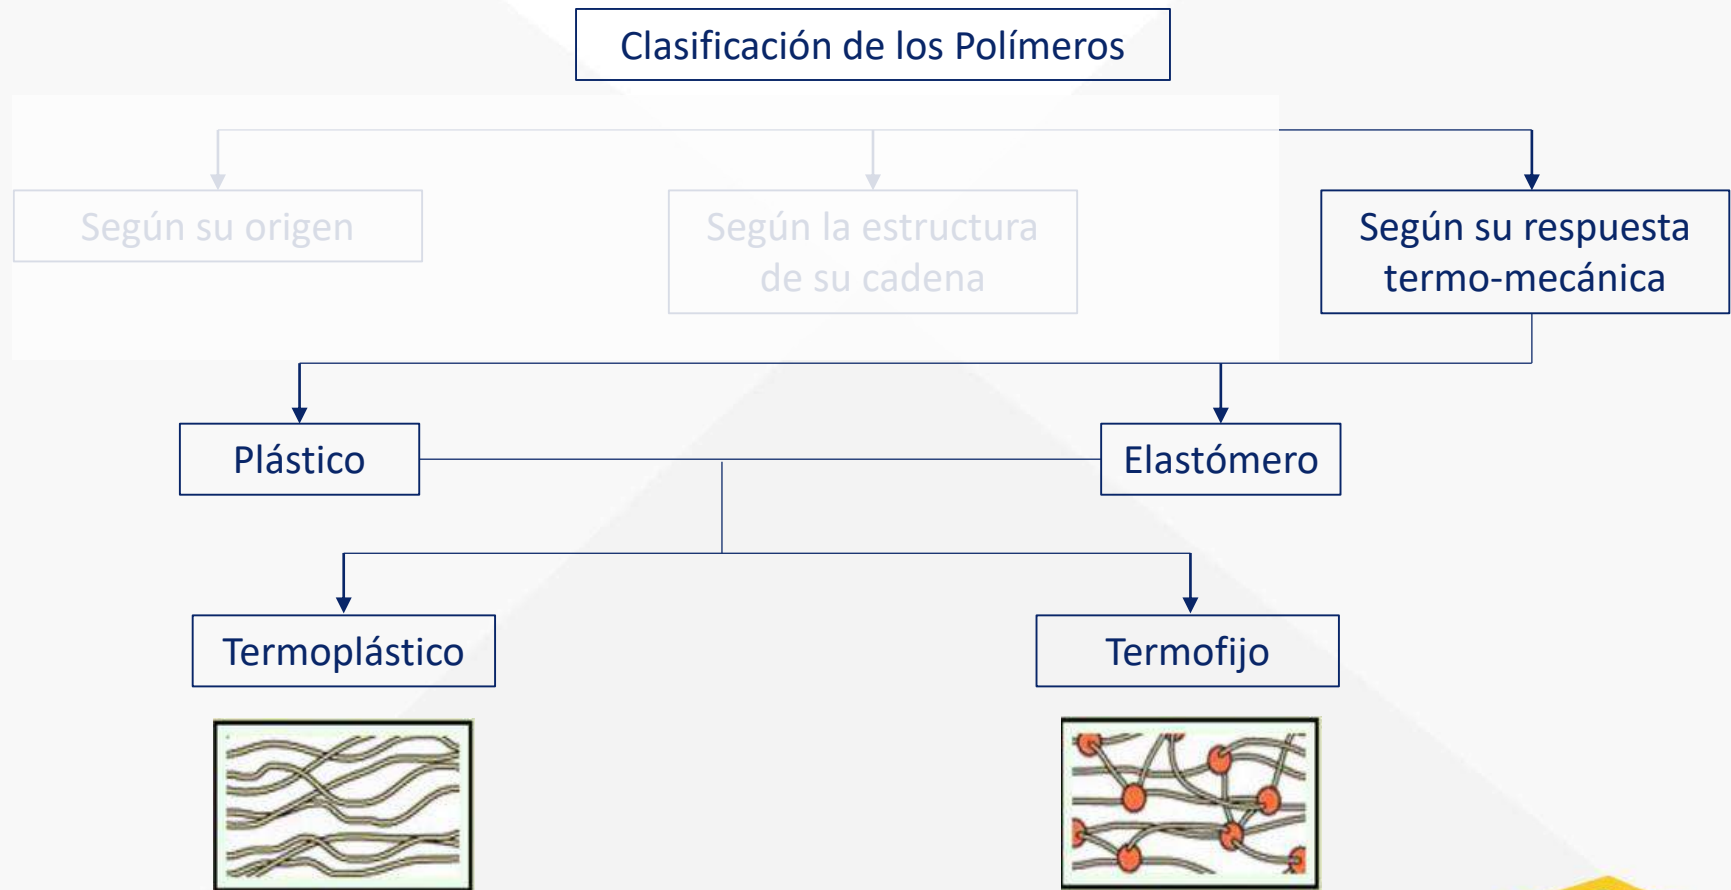 Clasificación de los Polímeros
Según su origen
Según la estructura
de su cadena
Según su respuesta
termo-mecánica
Plástico
Elastómero
Termoplástico
Termofijo